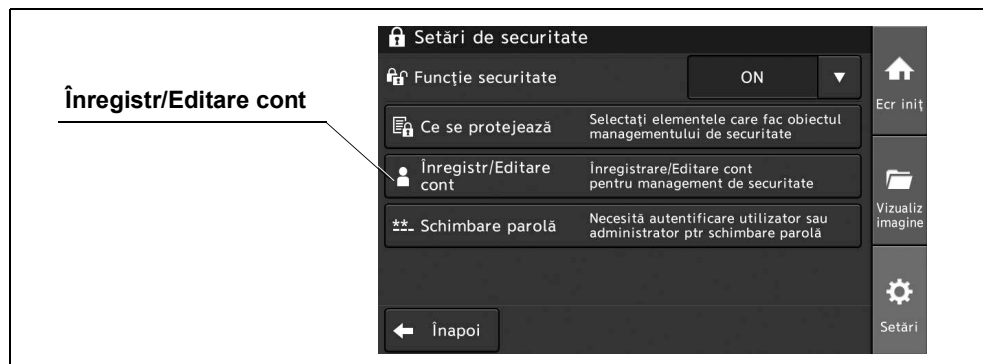 Setări de securitate
Funcție securitate
ON
Ecr iniț
Înregistr/Editare cont
Ce se protejează
Selectați elementele care fac obiectul
managementului de securitate
Înregistr/Editare
cont
Înregistrare/Editare cont
pentru management de securitate
Vizualiz
imagine
**_ Schimbare parolă
Necesită autentificare utilizator sau
administrator ptr schimbare parolă
Înapoi
Setări